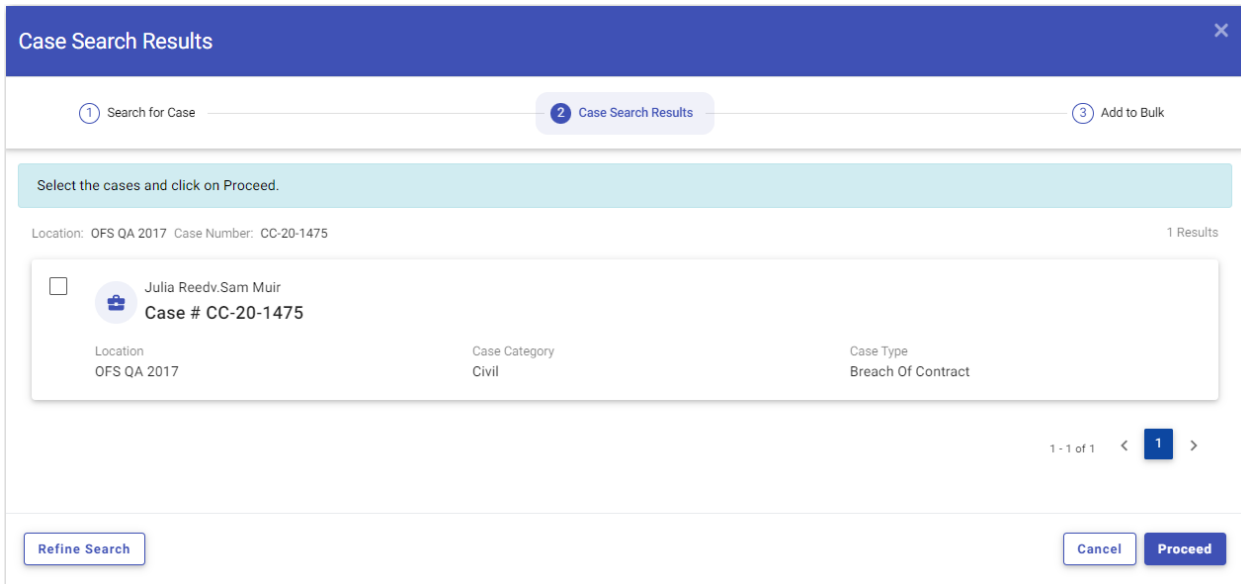 Case Search Results
×
1 Search for Case
2 Case Search Results
3 Add to Bulk
Select the cases and click on Proceed.
Location: OFS QA 2017 Case Number: CC-20-1475
1 Results
Julia Reedv.Sam Muir
Case # CC-20-1475
Location Case Category Case Type
OFS QA 2017 Civil Breach Of Contract
1 - 1 of 1 < 1 >
Refine Search Cancel Proceed